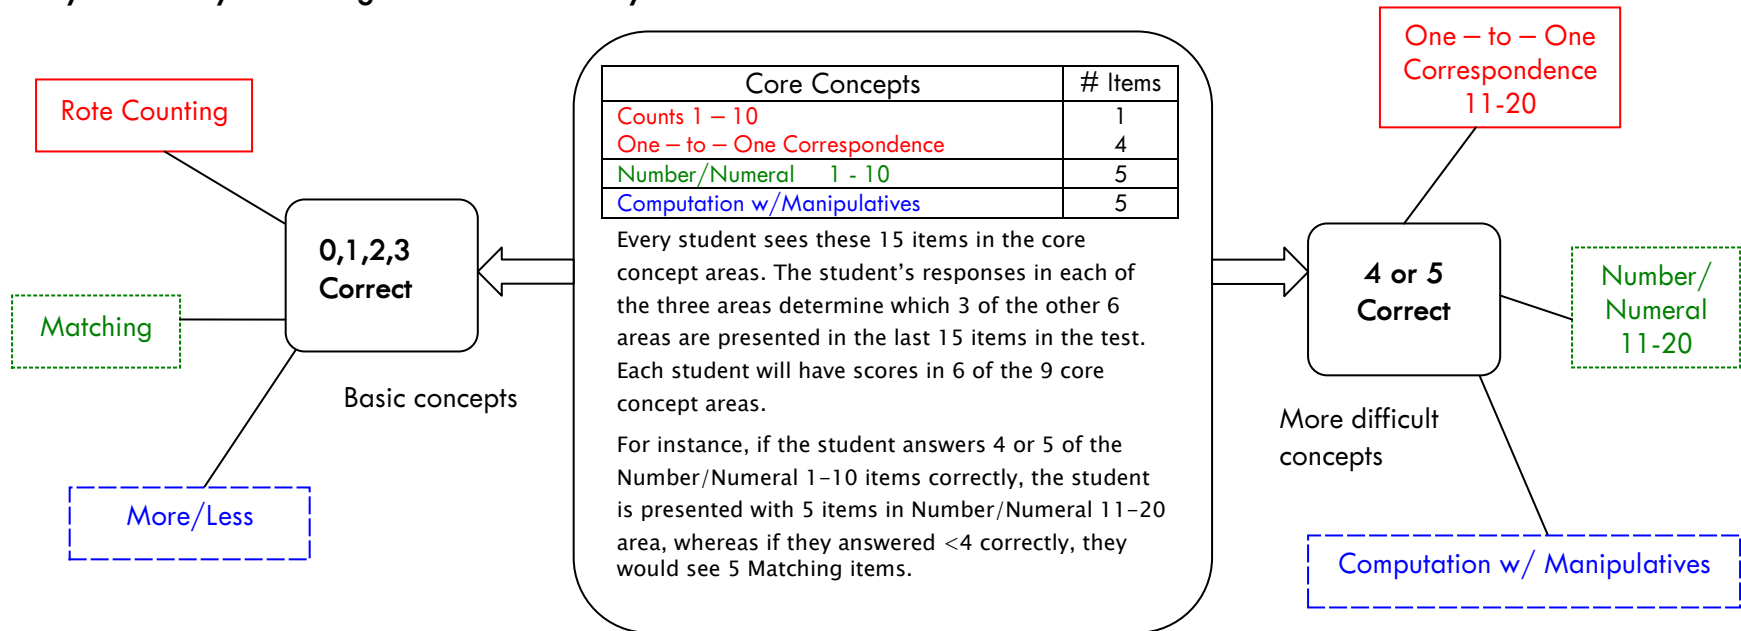 Rote Counting
Matching
More/Less
0,1,2,3
Correct
Basic concepts
Core Concepts # Items
Counts 1 – 10 1
One – to – One Correspondence 4
Number/Numeral 1 - 10 5
Computation w/Manipulatives 5
Every student sees these 15 items in the core
concept areas. The student's responses in each of
the three areas determine which 3 of the other 6
areas are presented in the last 15 items in the test.
Each student will have scores in 6 of the 9 core
concept areas.
For instance, if the student answers 4 or 5 of the
Number/Numeral 1–10 items correctly, the student
is presented with 5 items in Number/Numeral 11–20
area, whereas if they answered <4 correctly, they
would see 5 Matching items.
4 or 5
Correct
More difficult
concepts
One – to – One
Correspondence
11-20
Number/
Numeral
11-20
Computation w/ Manipulatives